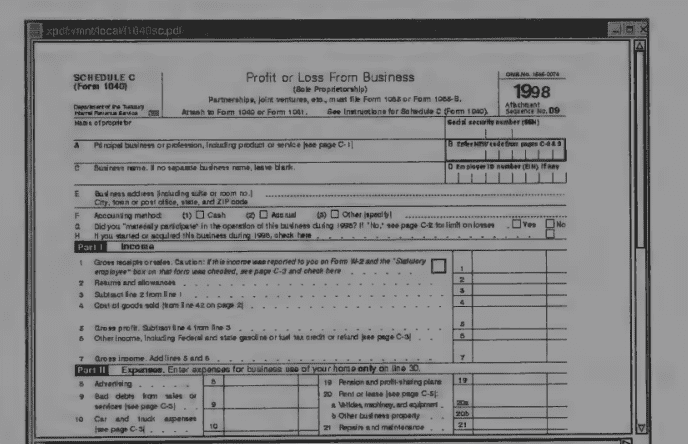 xpdf: /mnt/local/f1040sc.pdf
SCHEDULE C
(Form 1040)
Profit or Loss From Business
(Sole Proprietorship)
OMB No. 1545-0074
1998
Partnerships, joint ventures, etc., must file Form 1065 or Form 1065-B.
Department of the Treasury
Internal Revenue Service
Attach to Form 1040 or Form 1041. See Instructions for Schedule C (Form 1040).
Attachment
Sequence No. 09
Name of proprietor
Social security number (SSN)
A Principal business or profession, including product or service (see page C-1)
B Enter NEW code from pages C-8 & 9
C Business name. If no separate business name, leave blank.
D Employer ID number (EIN), if any
E Business address (including suite or room no.)
City, town or post office, state, and ZIP code
F Accounting method: (1) Cash (2) Accrual (3) Other (specify)
G Did you "materially participate" in the operation of this business during 1998? If "No," see page C-2 for limit on losses . Yes No
H If you started or acquired this business during 1998, check here
Part I Income
1 Gross receipts or sales. Caution: If this income was reported to you on Form W-2 and the "Statutory
employee" box on that form was checked, see page C-3 and check here 1
2 Returns and allowances 2
3 Subtract line 2 from line 1 3
4 Cost of goods sold (from line 42 on page 2) 4
5 Gross profit. Subtract line 4 from line 3 5
6 Other income, including Federal and state gasoline or fuel tax credit or refund (see page C-3) 6
7 Gross income. Add lines 5 and 6 7
Part II Expenses. Enter expenses for business use of your home only on line 30.
8 Advertising 8 19 Pension and profit-sharing plans 19
9 Bad debts from sales or 20 Rent or lease (see page C-5):
services (see page C-3) 9 a Vehicles, machinery, and equipment 20a
10 Car and truck expenses b Other business property 20b
(see page C-3) 10 21 Repairs and maintenance 21